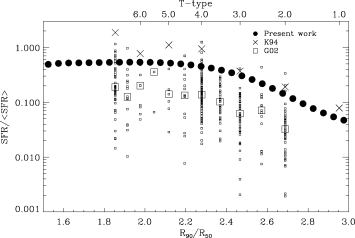 T-type
6.0 5.0 4.0 3.0 2.0 1.0
Present work
K94
G02
1.000
0.100
0.010
0.001
SFR/<SFR>
1.6 1.8 2.0 2.2 2.4 2.6 2.8 3.0
R90/R50